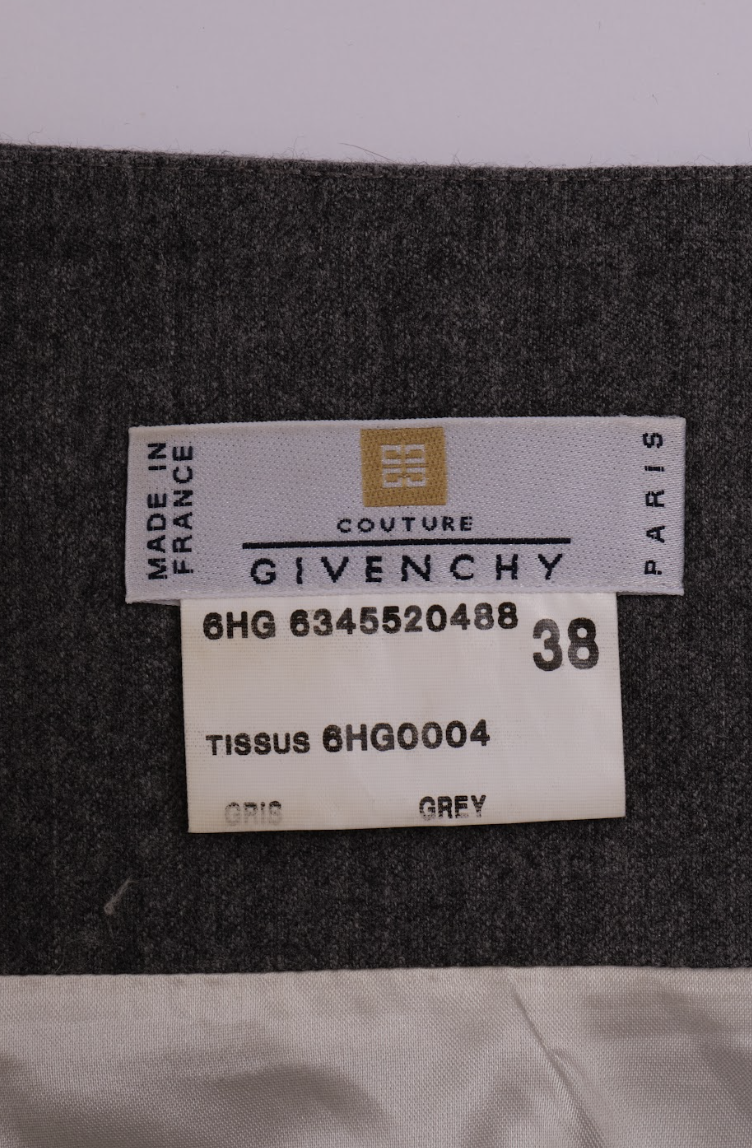 MADE IN
FRANCE
COUTURE
GIVENCHY
PARIS
6HG 6345520488
38
TISSUS 6HG0004
GRIS GREY